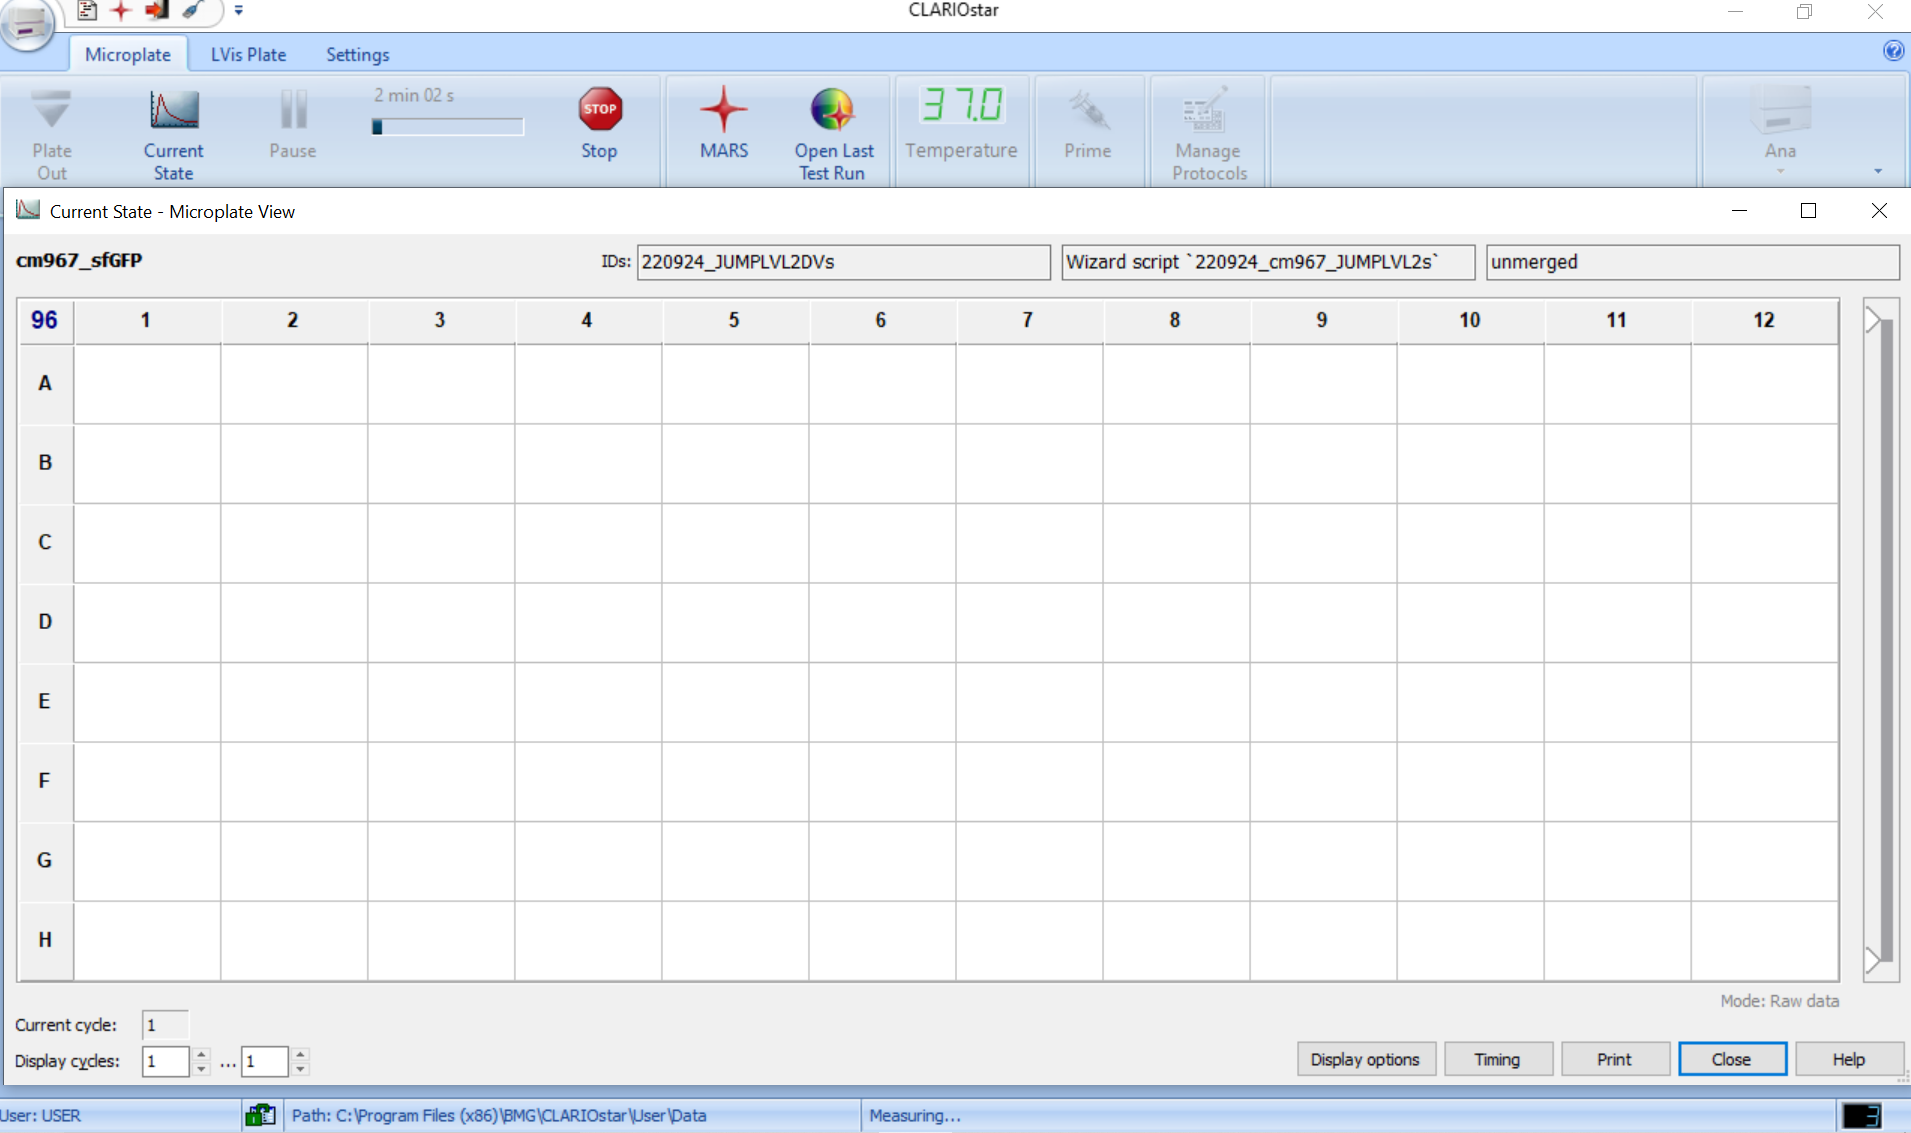 CLARIOstar
Microplate LVis Plate Settings
2 min 02 s
STOP
37.0
Plate Out
Current State
Pause
Stop
MARS
Open Last Test Run
Temperature
Prime
Manage Protocols
Ana
Current State - Microplate View
cm967_sfGFP IDs: 220924_JUMPLVL2DVs Wizard script `220924_cm967_JUMPLVL2s` unmerged
96 1 2 3 4 5 6 7 8 9 10 11 12
A
B
C
D
E
F
G
H
Mode: Raw data
Current cycle: 1
Display cycles: 1 ... 1
Display options Timing Print Close Help
User: USER Path: C:\Program Files (x86)\BMG\CLARIOstar\User\Data Measuring... 3